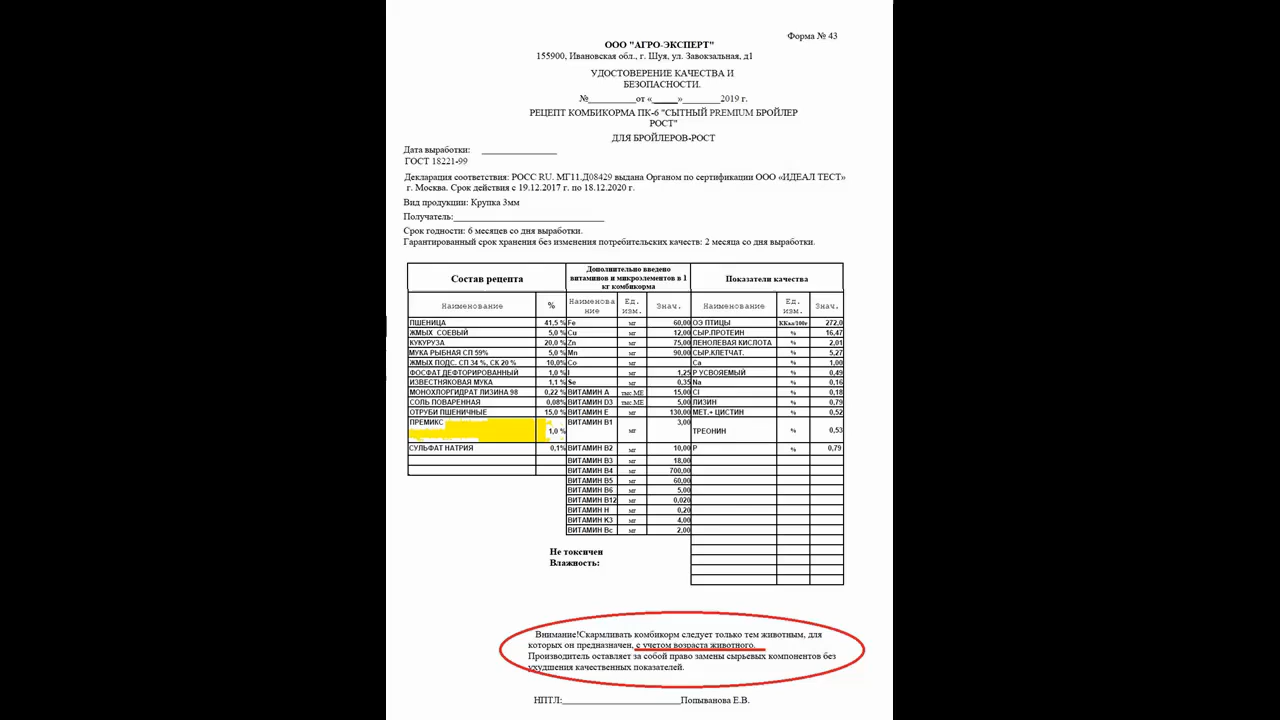 Форма № 43
ООО "АГРО-ЭКСПЕРТ"
155900, Ивановская обл., г. Шуя, ул. Завокзальная, д1
УДОСТОВЕРЕНИЕ КАЧЕСТВА И
БЕЗОПАСНОСТИ.
№__________от «_____»________2019 г.
РЕЦЕПТ КОМБИКОРМА ПК-6 "СЫТНЫЙ PREMIUM БРОЙЛЕР
РОСТ"
ДЛЯ БРОЙЛЕРОВ-РОСТ
Дата выработки: ________________
ГОСТ 18221-99
Декларация соответствия: РОСС RU. МГ11.Д08429 выдана Органом по сертификации ООО «ИДЕАЛ ТЕСТ»
г. Москва. Срок действия с 19.12.2017 г. по 18.12.2020 г.
Вид продукции: Крупка 3мм
Получатель:________________________________
Срок годности: 6 месяцев со дня выработки.
Гарантированный срок хранения без изменения потребительских качеств: 2 месяца со дня выработки.
Состав рецепта Дополнительно введено витаминов и микроэлементов в 1 кг комбикорма Показатели качества
Наименование % Наименова ние Ед. изм. Знач. Наименование Ед. изм. Знач.
ПШЕНИЦА 41,5 % Fe мг 60,00 ОЭ ПТИЦЫ ККал/100г 272,0
ЖМЫХ СОЕВЫЙ 5,0 % Cu мг 12,00 СЫР.ПРОТЕИН % 16,47
КУКУРУЗА 20,0 % Zn мг 75,00 ЛЕНОЛЕВАЯ КИСЛОТА % 2,01
МУКА РЫБНАЯ СП 59% 5,0 % Mn мг 90,00 СЫР.КЛЕТЧАТ. % 5,27
ЖМЫХ ПОДС. СП 34 %, СК 20 % 10,0% Co мг Ca % 1,00
ФОСФАТ ДЕФТОРИРОВАННЫЙ 1,0 % I мг 1,25 P УСВОЯЕМЫЙ % 0,49
ИЗВЕСТНЯКОВАЯ МУКА 1,1 % Se мг 0,35 Na % 0,16
МОНОХЛОРГИДРАТ ЛИЗИНА 98 0,22 % ВИТАМИН A тыс.МЕ 15,00 Cl % 0,18
СОЛЬ ПОВАРЕННАЯ 0,08% ВИТАМИН D3 тыс.МЕ 5,00 ЛИЗИН % 0,79
ОТРУБИ ПШЕНИЧНЫЕ 15,0 % ВИТАМИН E мг 130,00 МЕТ.+ ЦИСТИН % 0,52
ПРЕМИКС 1,0 % ВИТАМИН B1 мг 3,00 ТРЕОНИН % 0,53
СУЛЬФАТ НАТРИЯ 0,1% ВИТАМИН B2 мг 10,00 P % 0,79
ВИТАМИН B3 мг 18,00
ВИТАМИН B4 мг 700,00
ВИТАМИН B5 мг 60,00
ВИТАМИН B6 мг 5,00
ВИТАМИН B12 мг 0,020
ВИТАМИН H мг 0,20
ВИТАМИН K3 мг 4,00
ВИТАМИН Bc мг 2,00
Не токсичен
Влажность:
Внимание!Скармливать комбикорм следует только тем животным, для
которых он предназначен, с учетом возраста животного.
Производитель оставляет за собой право замены сырьевых компонентов без
ухудшения качественных показателей.
НПТЛ:_________________________Попыванова Е.В.